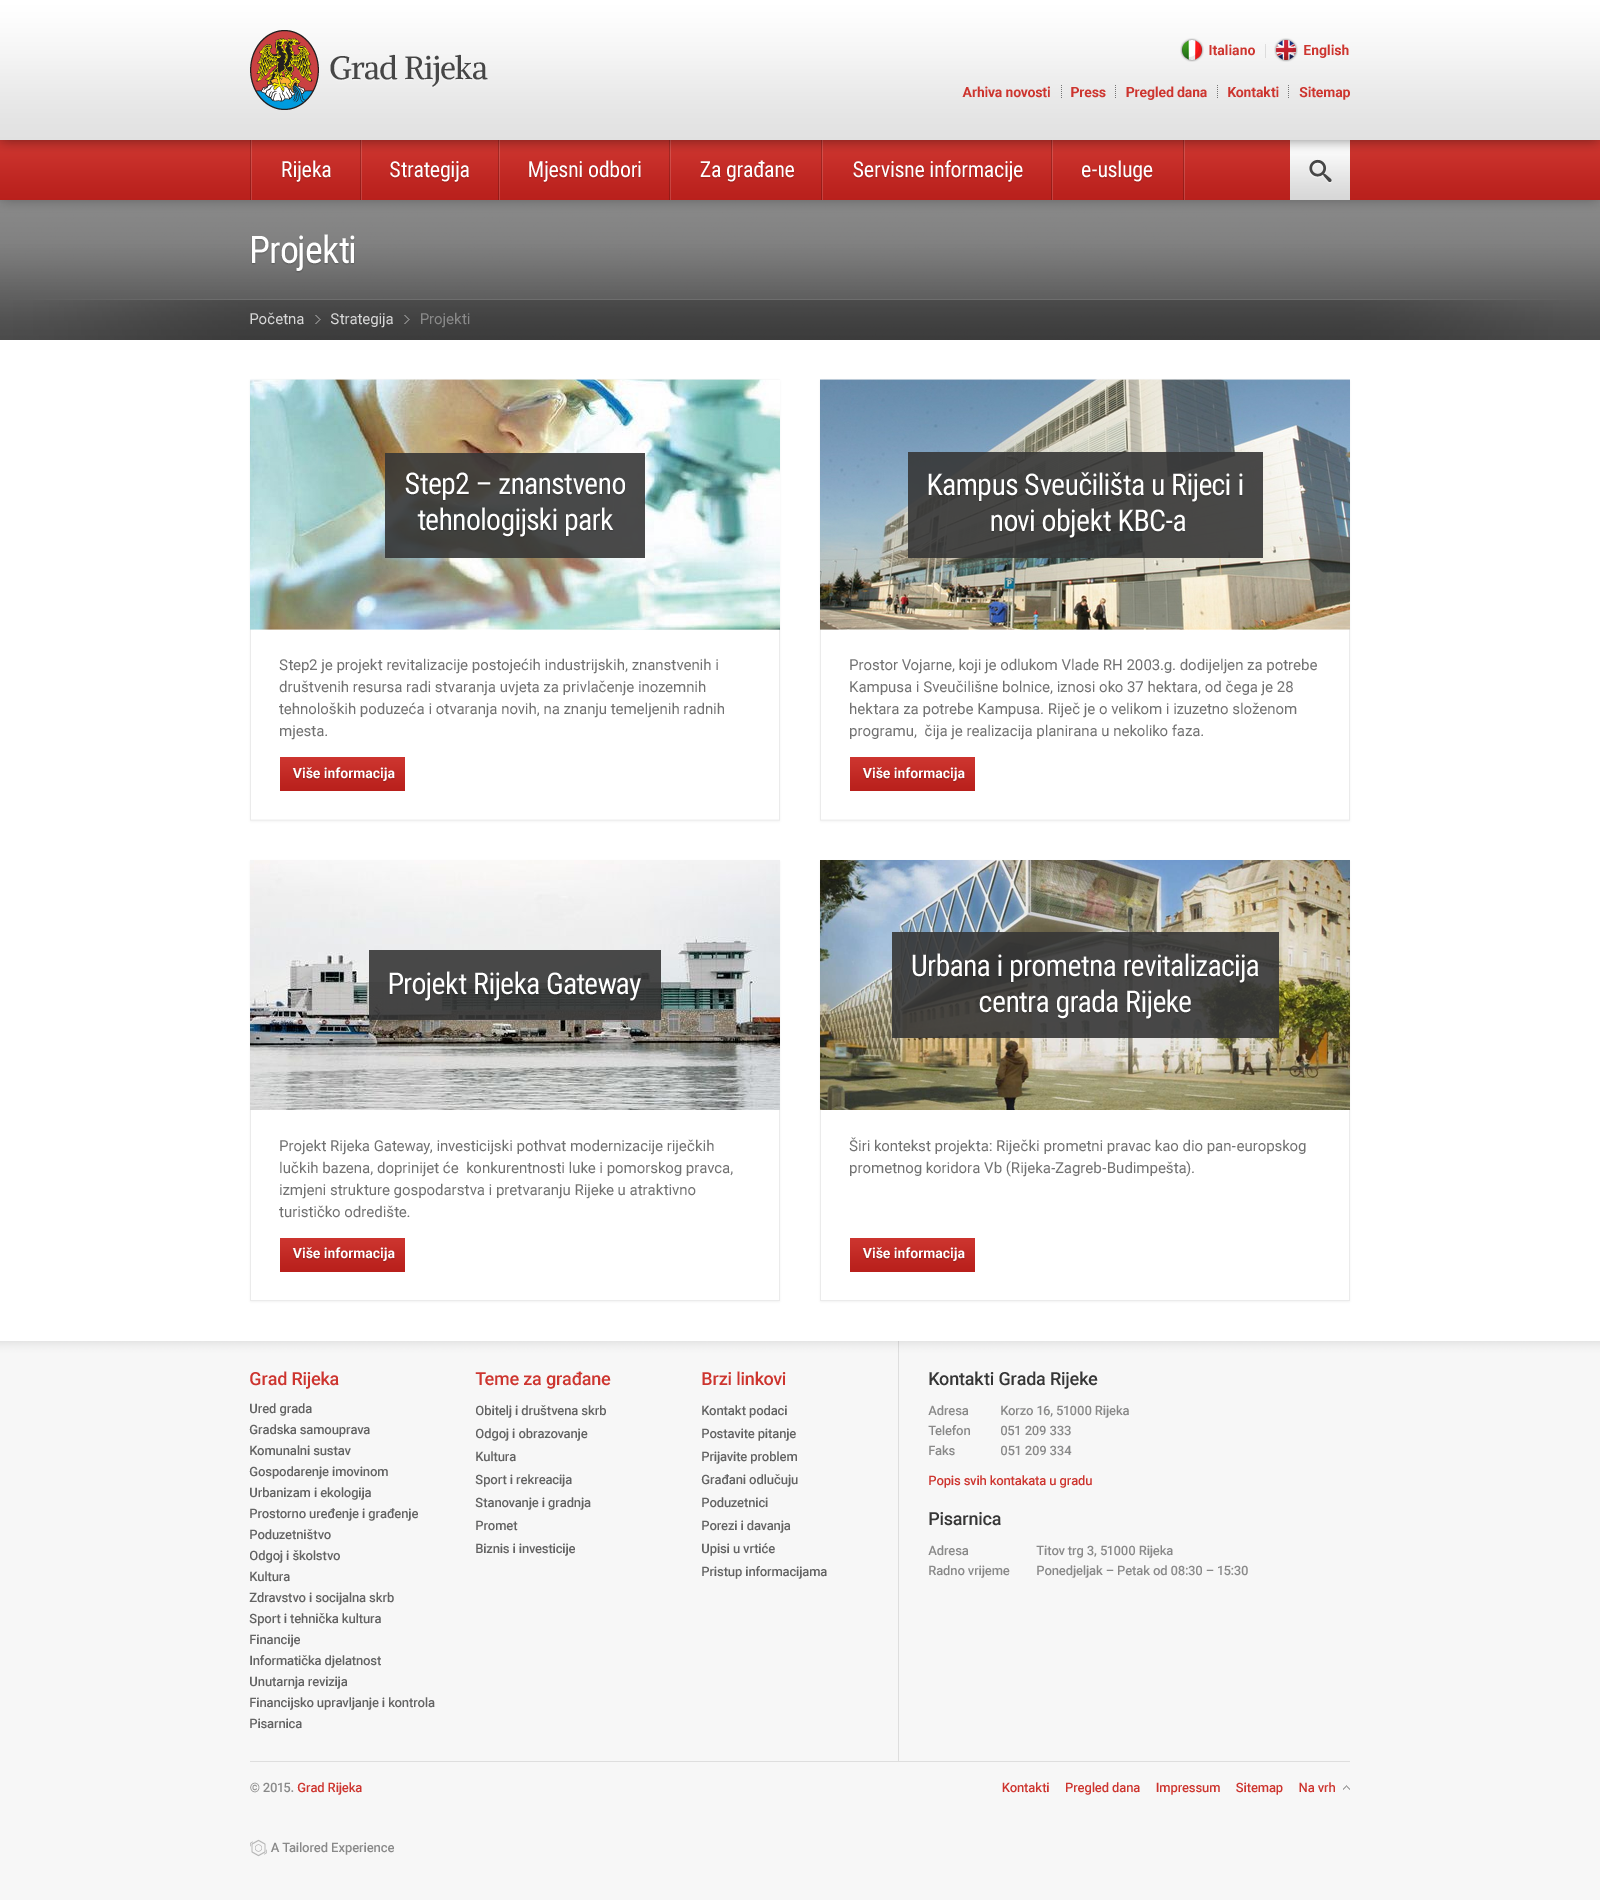 Grad Rijeka
Italiano
English
Arhiva novosti
Press
Pregled dana
Kontakti
Sitemap
Rijeka
Strategija
Mjesni odbori
Za građane
Servisne informacije
e-usluge
Projekti
Početna
Strategija
Projekti
Step2 – znanstveno
tehnologijski park
Step2 je projekt revitalizacije postojećih industrijskih, znanstvenih i
društvenih resursa radi stvaranja uvjeta za privlačenje inozemnih
tehnoloških poduzeća i otvaranja novih, na znanju temeljenih radnih
mjesta.
Više informacija
Kampus Sveučilišta u Rijeci i
novi objekt KBC-a
Prostor Vojarne, koji je odlukom Vlade RH 2003.g. dodijeljen za potrebe
Kampusa i Sveučilišne bolnice, iznosi oko 37 hektara, od čega je 28
hektara za potrebe Kampusa. Riječ je o velikom i izuzetno složenom
programu,  čija je realizacija planirana u nekoliko faza.
Više informacija
Projekt Rijeka Gateway
Projekt Rijeka Gateway, investicijski pothvat modernizacije riječkih
lučkih bazena, doprinijet će  konkurentnosti luke i pomorskog pravca,
izmjeni strukture gospodarstva i pretvaranju Rijeke u atraktivno
turističko odredište.
Više informacija
Urbana i prometna revitalizacija
centra grada Rijeke
Širi kontekst projekta: Riječki prometni pravac kao dio pan-europskog
prometnog koridora Vb (Rijeka-Zagreb-Budimpešta).
Više informacija
Grad Rijeka
Ured grada
Gradska samouprava
Komunalni sustav
Gospodarenje imovinom
Urbanizam i ekologija
Prostorno uređenje i građenje
Poduzetništvo
Odgoj i školstvo
Kultura
Zdravstvo i socijalna skrb
Sport i tehnička kultura
Financije
Informatička djelatnost
Unutarnja revizija
Financijsko upravljanje i kontrola
Pisarnica
Teme za građane
Obitelj i društvena skrb
Odgoj i obrazovanje
Kultura
Sport i rekreacija
Stanovanje i gradnja
Promet
Biznis i investicije
Brzi linkovi
Kontakt podaci
Postavite pitanje
Prijavite problem
Građani odlučuju
Poduzetnici
Porezi i davanja
Upisi u vrtiće
Pristup informacijama
Kontakti Grada Rijeke
Adresa Korzo 16, 51000 Rijeka
Telefon 051 209 333
Faks 051 209 334
Popis svih kontakata u gradu
Pisarnica
Adresa Titov trg 3, 51000 Rijeka
Radno vrijeme Ponedjeljak – Petak od 08:30 – 15:30
© 2015. Grad Rijeka
Kontakti
Pregled dana
Impressum
Sitemap
Na vrh
A Tailored Experience